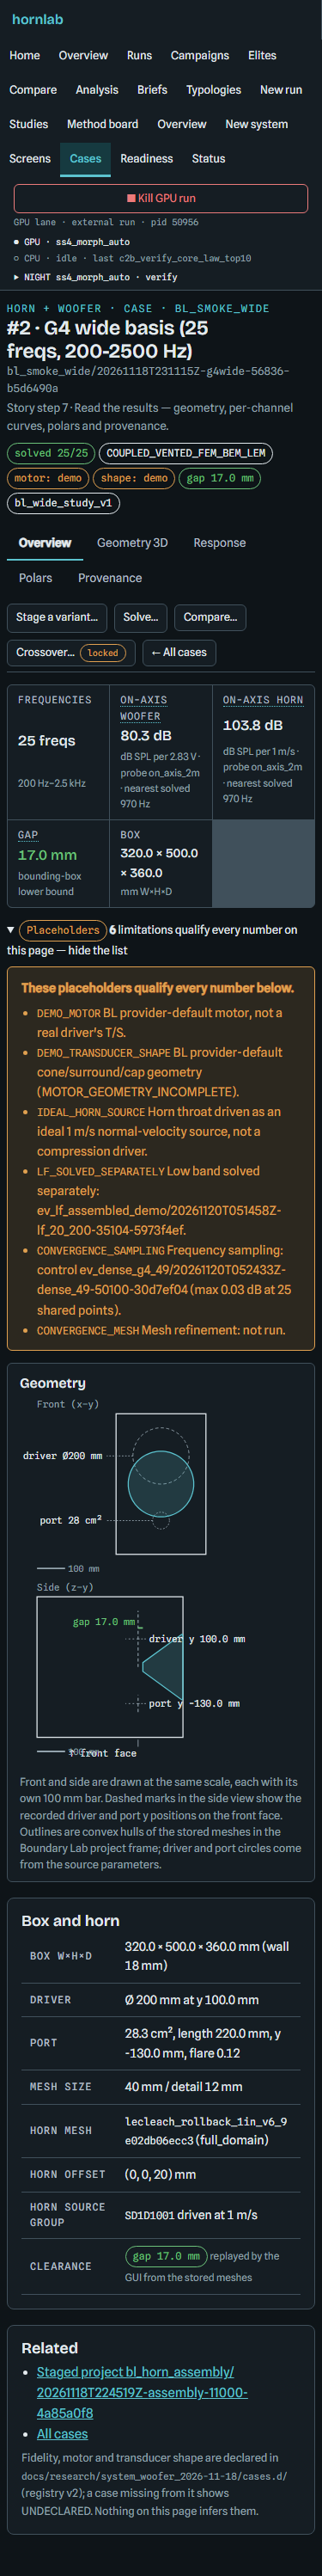 hornlab
Home Overview Runs Campaigns Elites
Compare Analysis Briefs Typologies New run
Studies Method board Overview New system
Screens Cases Readiness Status
Kill GPU run
GPU lane · external run · pid 50956
● GPU · ss4_morph_auto
○ CPU · idle · last c2b_verify_core_law_top10
▶ NIGHT ss4_morph_auto · verify
HORN + WOOFER · CASE · BL_SMOKE_WIDE
#2 · G4 wide basis (25
freqs, 200-2500 Hz)
bl_smoke_wide/20261118T231115Z-g4wide-56836-
b5d6490a
Story step 7 · Read the results — geometry, per-channel
curves, polars and provenance.
solved 25/25 COUPLED_VENTED_FEM_BEM_LEM
motor: demo shape: demo gap 17.0 mm
bl_wide_study_v1
Overview Geometry 3D Response
Polars Provenance
Stage a variant... Solve... Compare...
Crossover... locked ← All cases
FREQUENCIES
25 freqs
200 Hz–2.5 kHz
ON-AXIS
WOOFER
80.3 dB
dB SPL per 2.83 V ·
probe on_axis_2m
· nearest solved
970 Hz
ON-AXIS HORN
103.8 dB
dB SPL per 1 m/s ·
probe on_axis_2m
· nearest solved
970 Hz
GAP
17.0 mm
bounding-box
lower bound
BOX
320.0 × 500.0
× 360.0
mm W×H×D
▼ Placeholders 6 limitations qualify every number on
this page — hide the list
These placeholders qualify every number below.
• DEMO_MOTOR BL provider-default motor, not a
real driver's T/S.
• DEMO_TRANSDUCER_SHAPE BL provider-default
cone/surround/cap geometry
(MOTOR_GEOMETRY_INCOMPLETE).
• IDEAL_HORN_SOURCE Horn throat driven as an
ideal 1 m/s normal-velocity source, not a
compression driver.
• LF_SOLVED_SEPARATELY Low band solved
separately:
ev_lf_assembled_demo/20261120T051458Z-
lf_20_200-35104-5973f4ef.
• CONVERGENCE_SAMPLING Frequency sampling:
control ev_dense_g4_49/20261120T052433Z-
dense_49-50100-30d7ef04 (max 0.03 dB at 25
shared points).
• CONVERGENCE_MESH Mesh refinement: not run.
Geometry
Front (x-y)
driver Ø200 mm
port 28 cm²
100 mm
Side (z-y)
gap 17.0 mm
driver y 100.0 mm
port y -130.0 mm
100 mm
front face
Front and side are drawn at the same scale, each with its
own 100 mm bar. Dashed marks in the side view show the
recorded driver and port y positions on the front face.
Outlines are convex hulls of the stored meshes in the
Boundary Lab project frame; driver and port circles come
from the source parameters.
Box and horn
BOX W×H×D 320.0 × 500.0 × 360.0 mm (wall
18 mm)
DRIVER Ø 200 mm at y 100.0 mm
PORT 28.3 cm², length 220.0 mm, y
-130.0 mm, flare 0.12
MESH SIZE 40 mm / detail 12 mm
HORN MESH lecleach_rollback_1in_v6_9
e02db06ecc3 (full_domain)
HORN OFFSET (0, 0, 20) mm
HORN SOURCE
GROUP SD1D1001 driven at 1 m/s
CLEARANCE gap 17.0 mm replayed by the
GUI from the stored meshes
Related
• Staged project bl_horn_assembly/
20261118T224519Z-assembly-11000-
4a85a0f8
• All cases
Fidelity, motor and transducer shape are declared in
docs/research/system_woofer_2026-11-18/cases.d/
(registry v2); a case missing from it shows
UNDECLARED. Nothing on this page infers them.